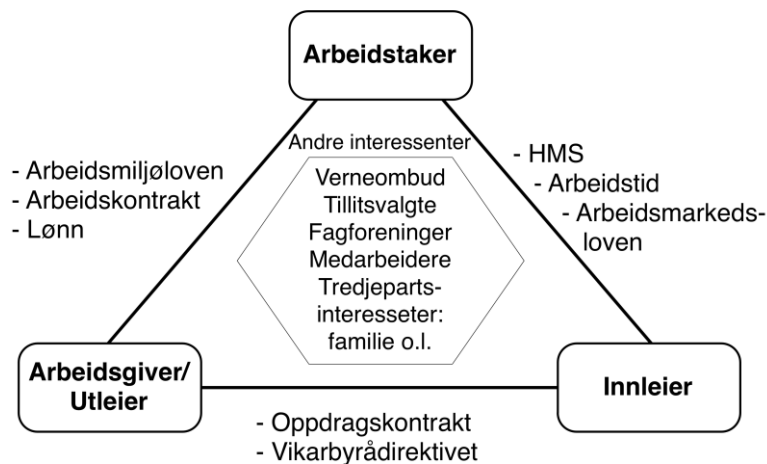 Arbeidstaker
Andre interessenter
- Arbeidsmiljøloven
- Arbeidskontrakt
- Lønn
Verneombud
Tillitsvalgte
Fagforeninger
Medarbeidere
Tredjeparts-
interesseter:
familie o.l.
- HMS
- Arbeidstid
- Arbeidsmarkeds-
loven
Arbeidsgiver/
Utleier
Innleier
- Oppdragskontrakt
- Vikarbyrådirektivet